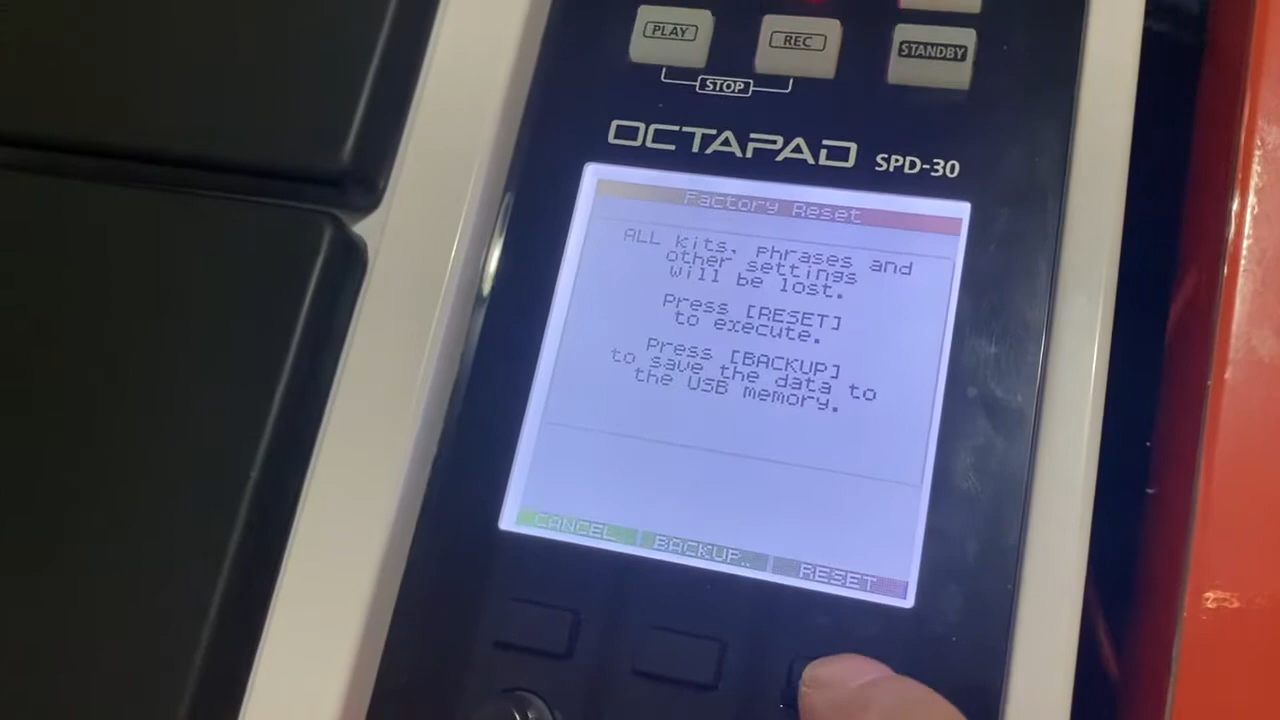 PLAY
REC
STANDBY
STOP
OCTAPAD SPD-30
Factory Reset
ALL kits, phrases and
other settings
will be lost.
Press [RESET]
to execute.
Press [BACKUP]
to save the data to
the USB memory.
CANCEL BACKUP.. RESET